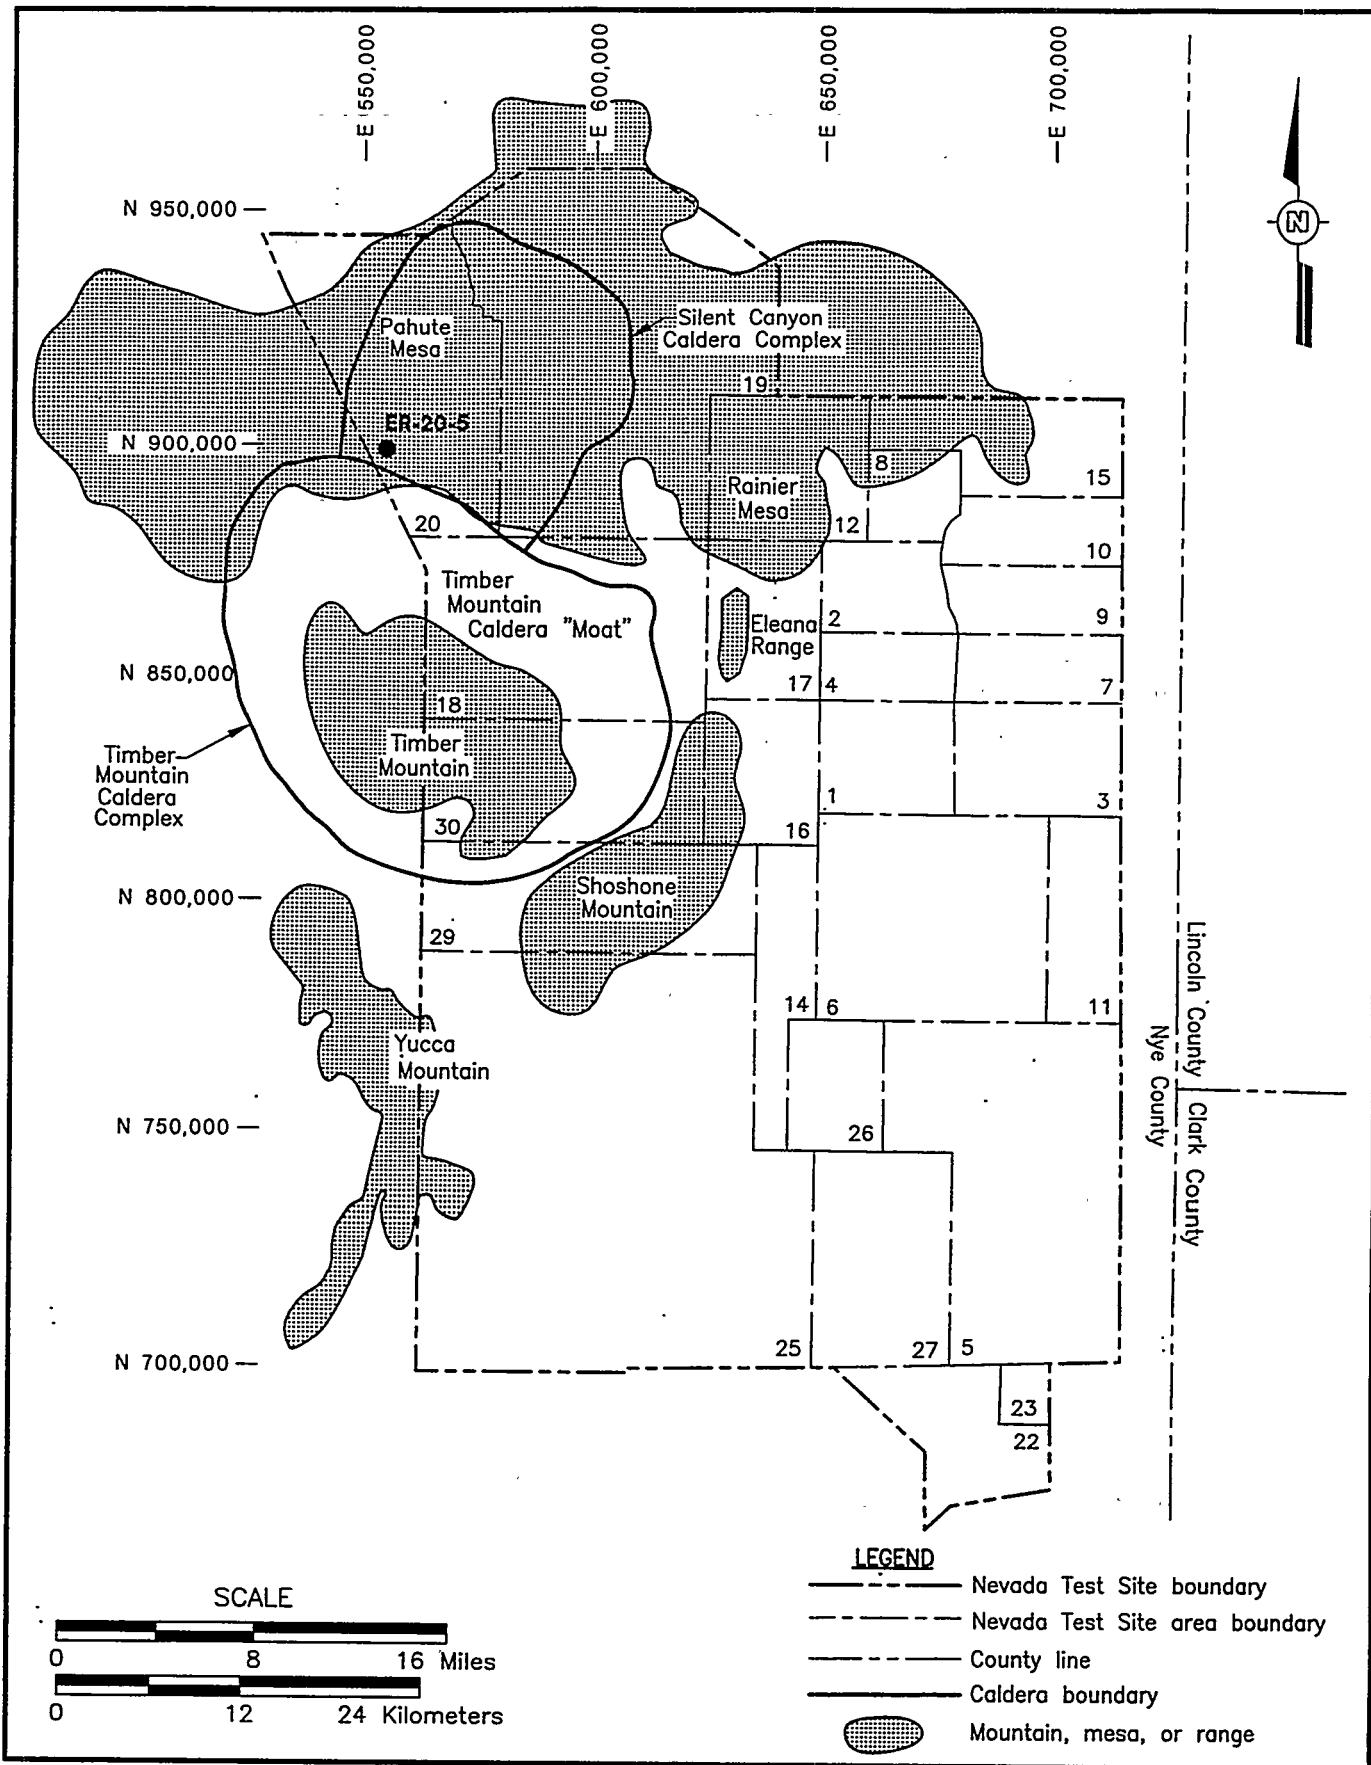 E 550,000
E 600,000
E 650,000
E 700,000
N
N 950,000
Pahute
Mesa
Silent Canyon
Caldera Complex
19
ER-20-5
N 900,000
8
15
Rainier
Mesa
20
12
10
Timber
Mountain
Caldera "Moat"
Eleana
Range
2
9
N 850,000
17
4
7
18
Timber
Mountain
Timber
Mountain
Caldera
Complex
1
3
30
16
Shoshone
Mountain
N 800,000
29
Lincoln County
Nye County
Clark County
14
6
11
Yucca
Mountain
N 750,000
26
N 700,000
25
27
5
23
22
LEGEND
Nevada Test Site boundary
Nevada Test Site area boundary
County line
Caldera boundary
Mountain, mesa, or range
SCALE
0 8 16 Miles
0 12 24 Kilometers